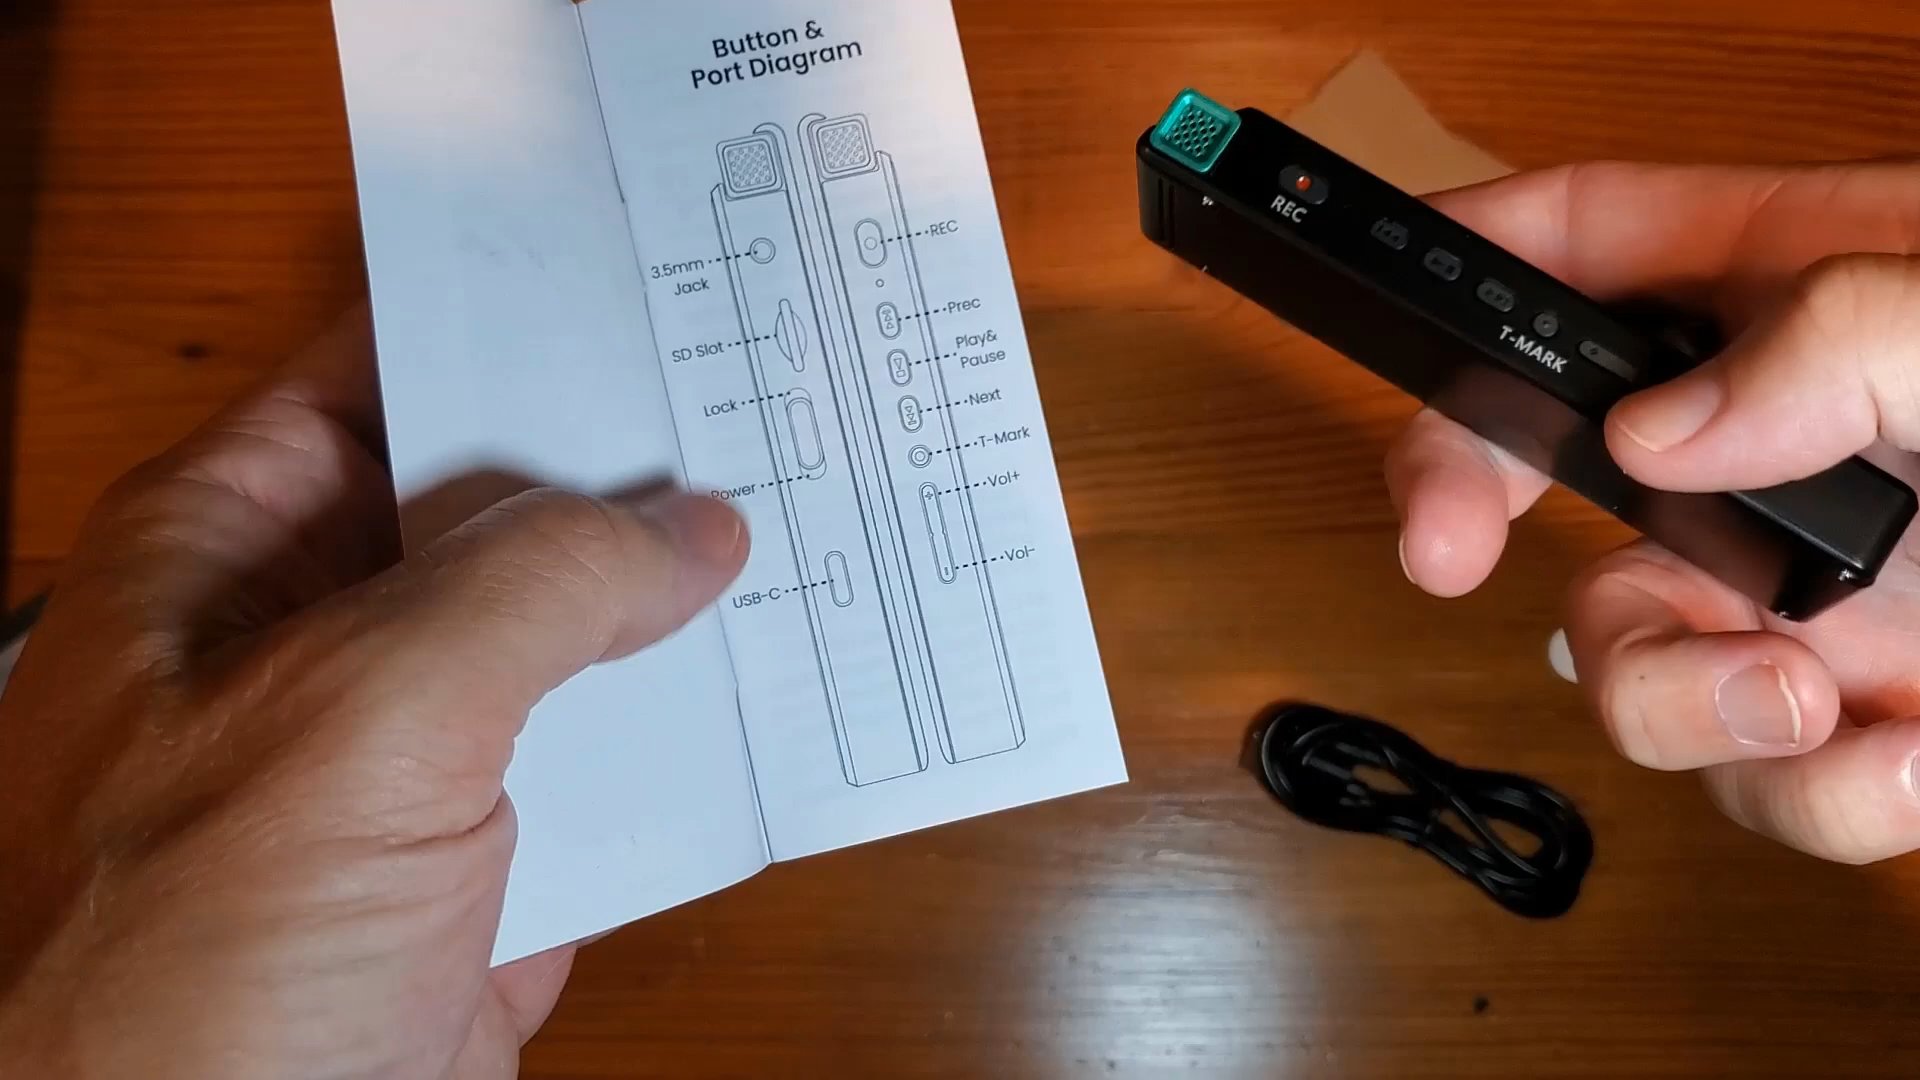 Button &
Port Diagram
3.5mm
Jack
SD Slot
Lock
Power
USB-C
REC
Prec
Play&
Pause
Next
T-Mark
Vol+
Vol-
REC
T-MARK